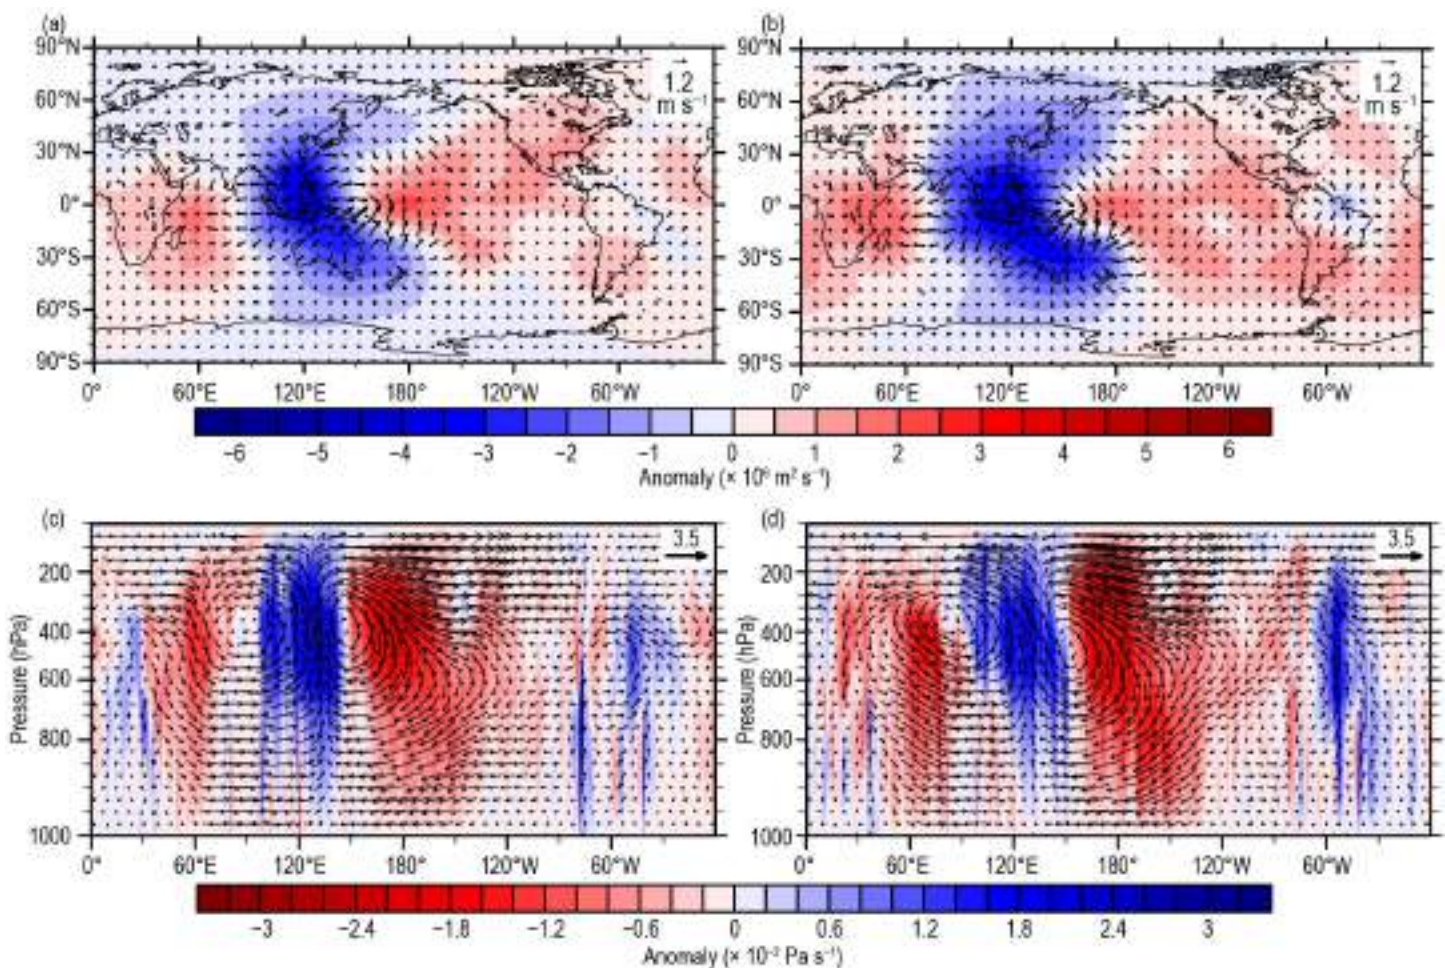 (a) (b)
90°N 90°N
1.2 m s⁻¹ 1.2 m s⁻¹
60°N 60°N
30°N 30°N
0° 0°
30°S 30°S
60°S 60°S
90°S 90°S
0° 60°E 120°E 180° 120°W 60°W 0° 60°E 120°E 180° 120°W 60°W
−6 −5 −4 −3 −2 −1 0 1 2 3 4 5 6
Anomaly (× 10⁶ m² s⁻¹)
(c) (d)
3.5 3.5
200 200
400 400
600 600
800 800
1000 1000
Pressure (hPa) Pressure (hPa)
0° 60°E 120°E 180° 120°W 60°W 0° 60°E 120°E 180° 120°W 60°W
−3 −2.4 −1.8 −1.2 −0.6 0 0.6 1.2 1.8 2.4 3
Anomaly (× 10⁻² Pa s⁻¹)